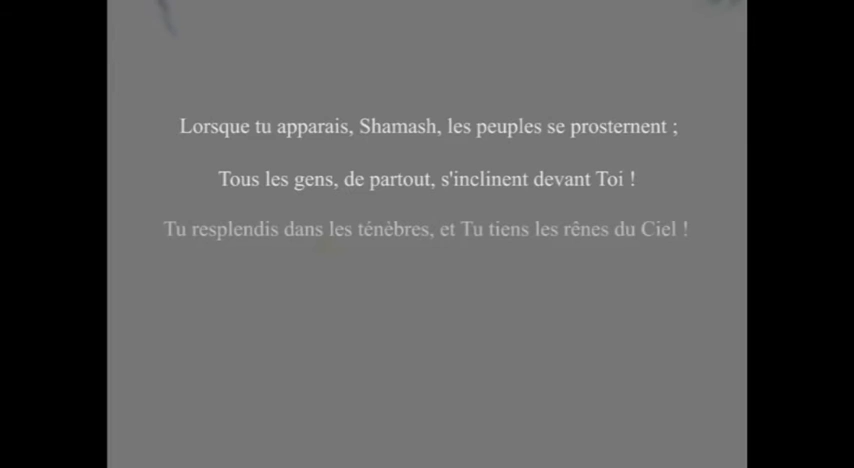 Lorsque tu apparais, Shamash, les peuples se prosternent ;
Tous les gens, de partout, s'inclinent devant Toi !
Tu resplendis dans les ténèbres, et Tu tiens les rênes du Ciel !